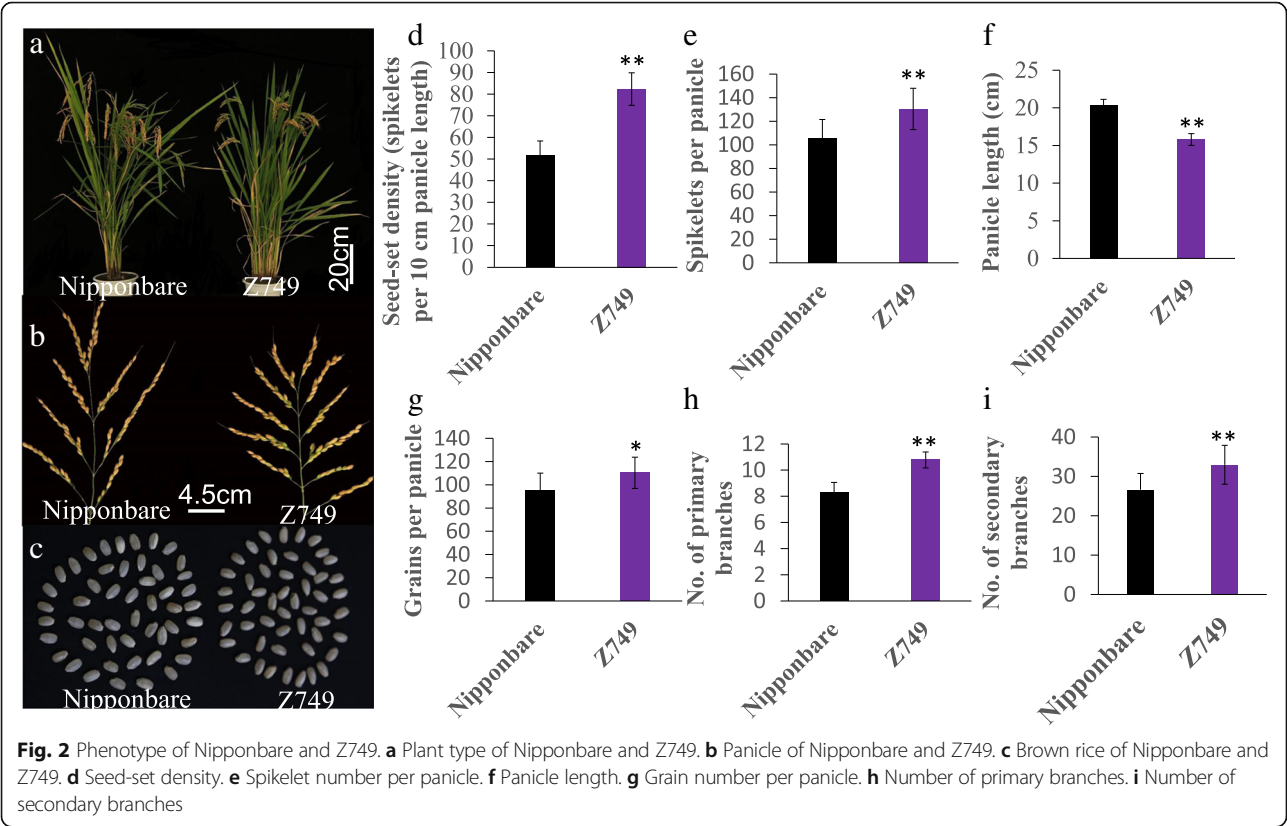 a
Nipponbare
Z749
20cm
b
Nipponbare
4.5cm
Z749
c
Nipponbare
Z749
d
Seed-set density (spikelets
per 10 cm panicle length)
100
90
80
70
60
50
40
30
20
10
0
**
Nipponbare
Z749
e
Spikelets per panicle
160
140
120
100
80
60
40
20
0
**
Nipponbare
Z749
f
Panicle length (cm)
25
20
15
10
5
0
**
Nipponbare
Z749
g
Grains per panicle
140
120
100
80
60
40
20
0
*
Nipponbare
Z749
h
No. of primary
branches
12
10
8
6
4
2
0
**
Nipponbare
Z749
i
No. of secondary
branches
40
30
20
10
0
**
Nipponbare
Z749
Fig. 2 Phenotype of Nipponbare and Z749. a Plant type of Nipponbare and Z749. b Panicle of Nipponbare and Z749. c Brown rice of Nipponbare and
Z749. d Seed-set density. e Spikelet number per panicle. f Panicle length. g Grain number per panicle. h Number of primary branches. i Number of
secondary branches